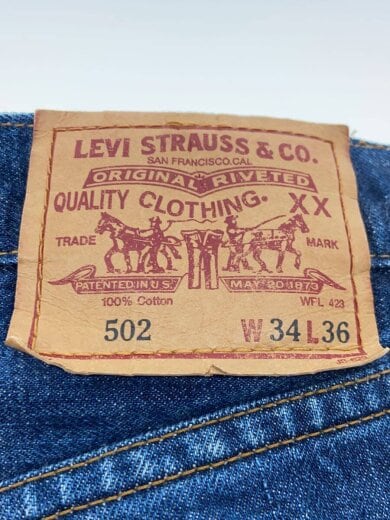 LEVI STRAUSS & CO.
SAN FRANCISCO, CAL.
ORIGINAL RIVETED
QUALITY CLOTHING. XX
TRADE MARK
PATENTED IN U.S. MAY 20 1873
100% Cotton WFL 423
502 W 34 L 36